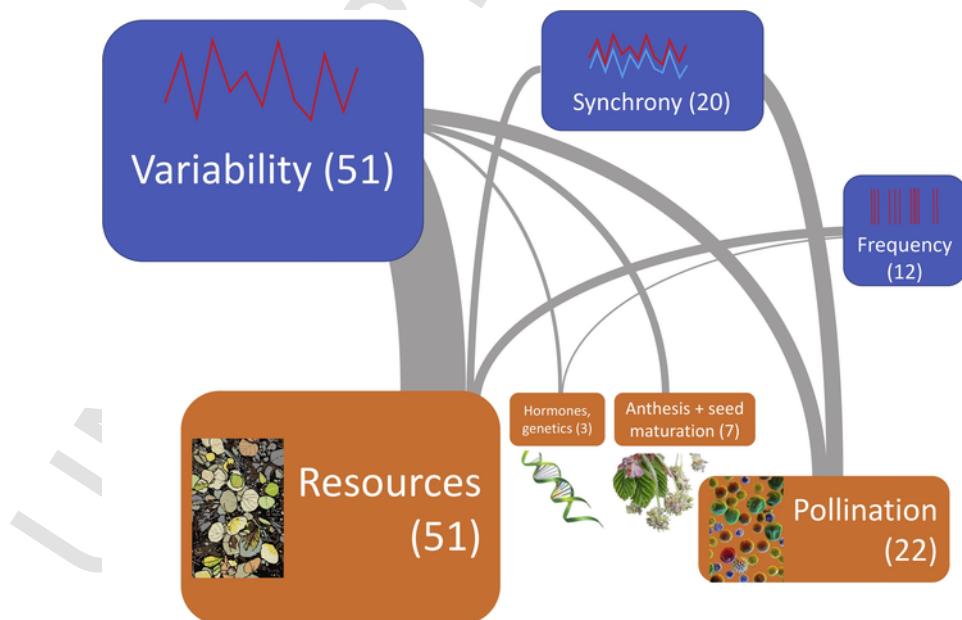 Variability (51)
Synchrony (20)
Frequency
(12)
Resources
(51)
Hormones,
genetics (3)
Anthesis + seed
maturation (7)
Pollination
(22)